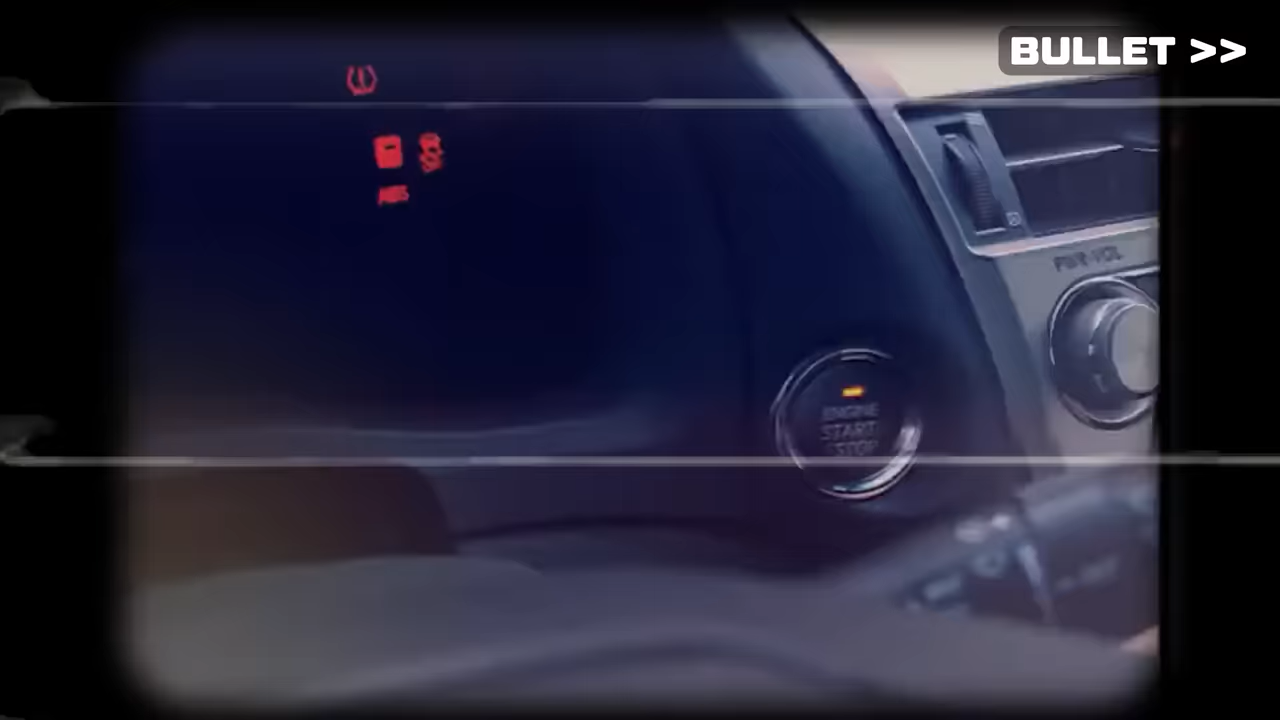 BULLET >>
ABS
PWR·VOL
ENGINE
START
STOP